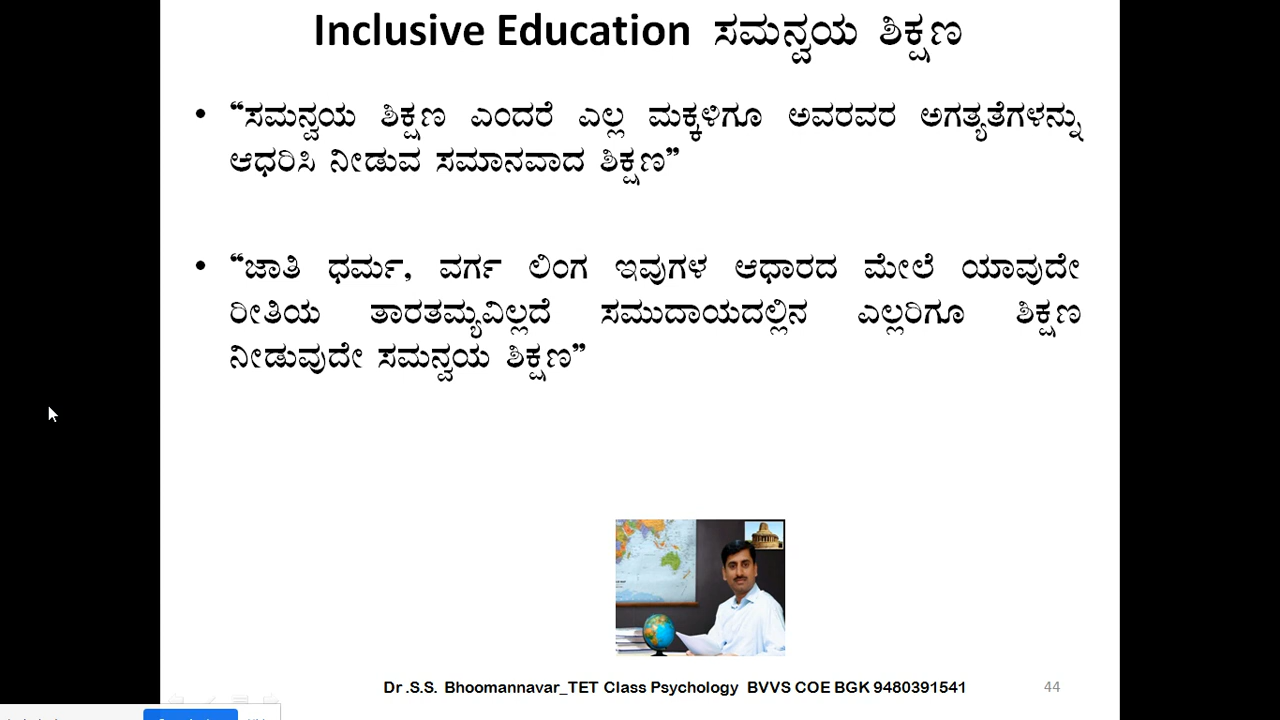 Inclusive Education ಸಮನ್ವಯ ಶಿಕ್ಷಣ
• “ಸಮನ್ವಯ ಶಿಕ್ಷಣ ಎಂದರೆ ಎಲ್ಲ ಮಕ್ಕಳಿಗೂ ಅವರವರ ಅಗತ್ಯತೆಗಳನ್ನು
ಆಧರಿಸಿ ನೀಡುವ ಸಮಾನವಾದ ಶಿಕ್ಷಣ”
• “ಜಾತಿ ಧರ್ಮ, ವರ್ಗ ಲಿಂಗ ಇವುಗಳ ಆಧಾರದ ಮೇಲೆ ಯಾವುದೇ
ರೀತಿಯ ತಾರತಮ್ಯವಿಲ್ಲದೆ ಸಮುದಾಯದಲ್ಲಿನ ಎಲ್ಲರಿಗೂ ಶಿಕ್ಷಣ
ನೀಡುವುದೇ ಸಮನ್ವಯ ಶಿಕ್ಷಣ”
Dr .S.S. Bhoomannavar_TET Class Psychology BVVS COE BGK 9480391541
44